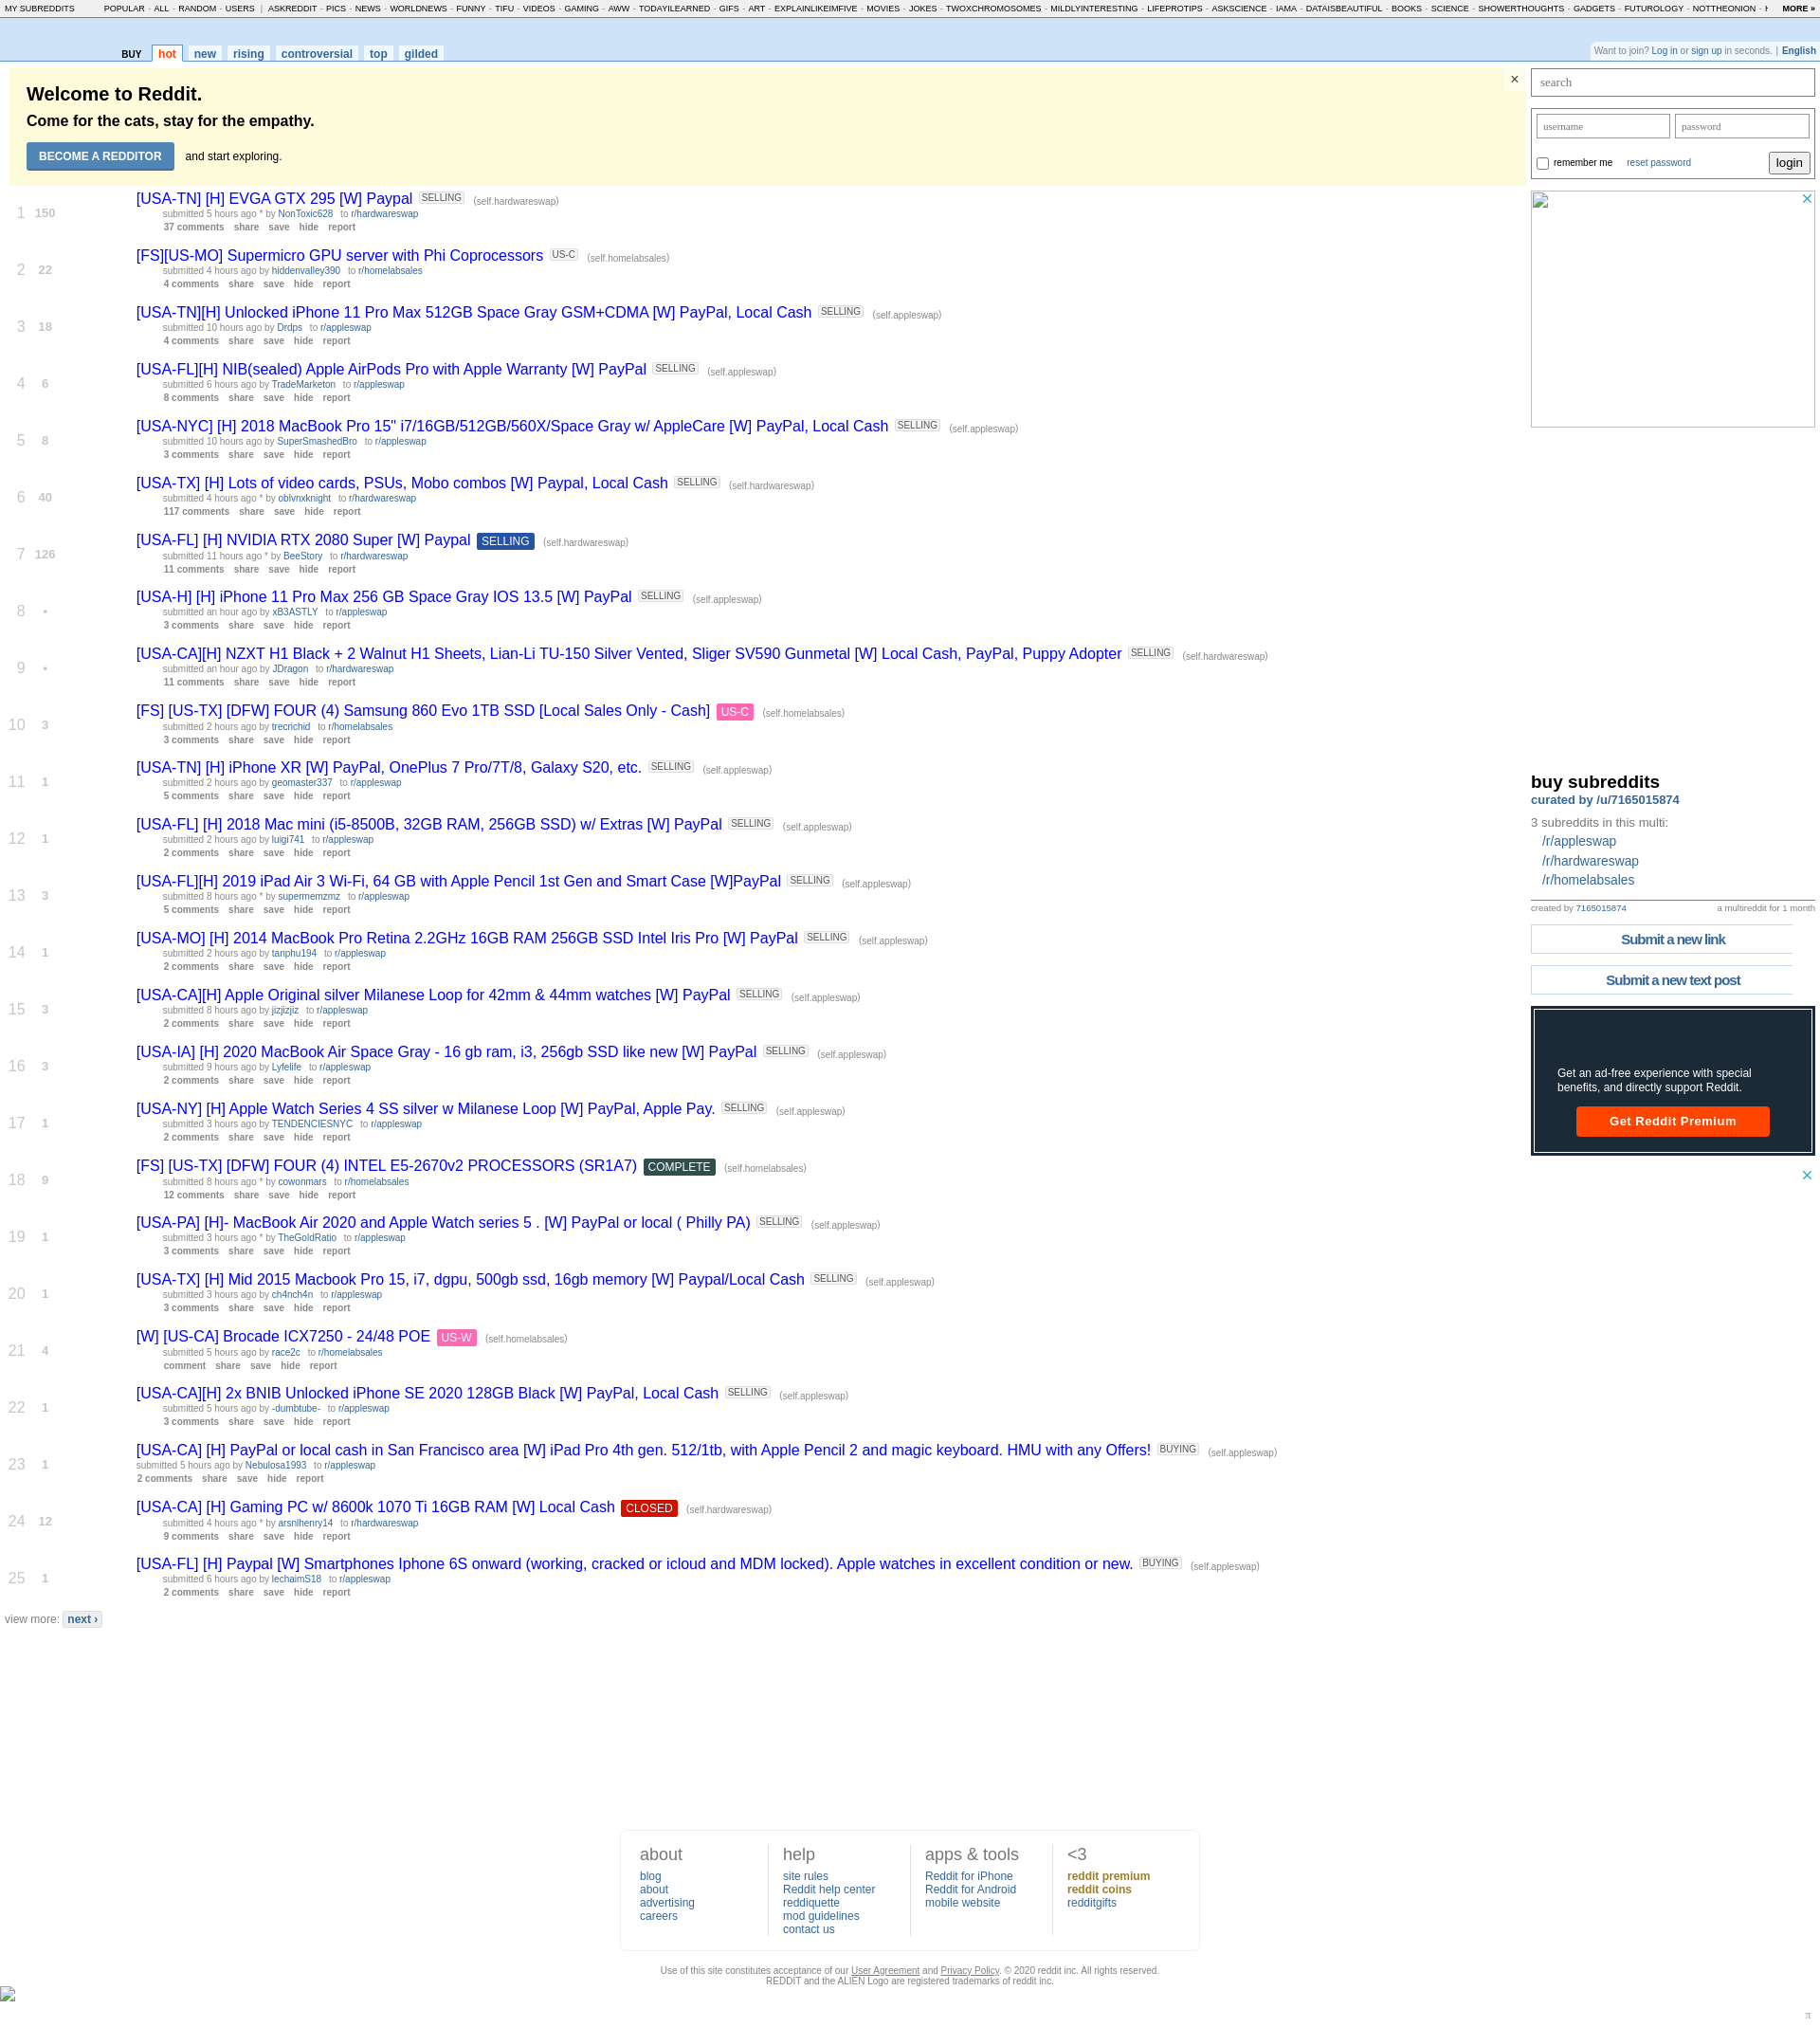 MY SUBREDDITS POPULAR - ALL - RANDOM - USERS | ASKREDDIT - PICS - NEWS - WORLDNEWS - FUNNY - TIFU - VIDEOS - GAMING - AWW - TODAYILEARNED - GIFS - ART - EXPLAINLIKEIMFIVE - MOVIES - JOKES - TWOXCHROMOSOMES - MILDLYINTERESTING - LIFEPROTIPS - ASKSCIENCE - IAMA - DATAISBEAUTIFUL - BOOKS - SCIENCE - SHOWERTHOUGHTS - GADGETS - FUTUROLOGY - NOTTHEONION - MORE »
BUY hot new rising controversial top gilded
Want to join? Log in or sign up in seconds. | English
Welcome to Reddit.
Come for the cats, stay for the empathy.
BECOME A REDDITOR and start exploring.
×
search
username password
remember me reset password login
1 150 [USA-TN] [H] EVGA GTX 295 [W] Paypal SELLING (self.hardwareswap)
submitted 5 hours ago * by NonToxic628 to r/hardwareswap
37 comments share save hide report
2 22 [FS][US-MO] Supermicro GPU server with Phi Coprocessors US-C (self.homelabsales)
submitted 4 hours ago by hiddenvalley390 to r/homelabsales
4 comments share save hide report
3 18 [USA-TN][H] Unlocked iPhone 11 Pro Max 512GB Space Gray GSM+CDMA [W] PayPal, Local Cash SELLING (self.appleswap)
submitted 10 hours ago by Drdps to r/appleswap
4 comments share save hide report
4 6 [USA-FL][H] NIB(sealed) Apple AirPods Pro with Apple Warranty [W] PayPal SELLING (self.appleswap)
submitted 6 hours ago by TradeMarketon to r/appleswap
8 comments share save hide report
5 8 [USA-NYC] [H] 2018 MacBook Pro 15" i7/16GB/512GB/560X/Space Gray w/ AppleCare [W] PayPal, Local Cash SELLING (self.appleswap)
submitted 10 hours ago by SuperSmashedBro to r/appleswap
3 comments share save hide report
6 40 [USA-TX] [H] Lots of video cards, PSUs, Mobo combos [W] Paypal, Local Cash SELLING (self.hardwareswap)
submitted 4 hours ago * by oblvnxknight to r/hardwareswap
117 comments share save hide report
7 126 [USA-FL] [H] NVIDIA RTX 2080 Super [W] Paypal SELLING (self.hardwareswap)
submitted 11 hours ago * by BeeStory to r/hardwareswap
11 comments share save hide report
8 • [USA-H] [H] iPhone 11 Pro Max 256 GB Space Gray IOS 13.5 [W] PayPal SELLING (self.appleswap)
submitted an hour ago by xB3ASTLY to r/appleswap
3 comments share save hide report
9 • [USA-CA][H] NZXT H1 Black + 2 Walnut H1 Sheets, Lian-Li TU-150 Silver Vented, Sliger SV590 Gunmetal [W] Local Cash, PayPal, Puppy Adopter SELLING (self.hardwareswap)
submitted an hour ago by JDragon to r/hardwareswap
11 comments share save hide report
10 3 [FS] [US-TX] [DFW] FOUR (4) Samsung 860 Evo 1TB SSD [Local Sales Only - Cash] US-C (self.homelabsales)
submitted 2 hours ago by trecrichid to r/homelabsales
3 comments share save hide report
11 1 [USA-TN] [H] iPhone XR [W] PayPal, OnePlus 7 Pro/7T/8, Galaxy S20, etc. SELLING (self.appleswap)
submitted 2 hours ago by geomaster337 to r/appleswap
5 comments share save hide report
12 1 [USA-FL] [H] 2018 Mac mini (i5-8500B, 32GB RAM, 256GB SSD) w/ Extras [W] PayPal SELLING (self.appleswap)
submitted 2 hours ago by luigi741 to r/appleswap
2 comments share save hide report
13 3 [USA-FL][H] 2019 iPad Air 3 Wi-Fi, 64 GB with Apple Pencil 1st Gen and Smart Case [W]PayPal SELLING (self.appleswap)
submitted 8 hours ago * by supermemzmz to r/appleswap
5 comments share save hide report
14 1 [USA-MO] [H] 2014 MacBook Pro Retina 2.2GHz 16GB RAM 256GB SSD Intel Iris Pro [W] PayPal SELLING (self.appleswap)
submitted 2 hours ago by tanphu194 to r/appleswap
2 comments share save hide report
15 3 [USA-CA][H] Apple Original silver Milanese Loop for 42mm & 44mm watches [W] PayPal SELLING (self.appleswap)
submitted 8 hours ago by jizjizjiz to r/appleswap
2 comments share save hide report
16 3 [USA-IA] [H] 2020 MacBook Air Space Gray - 16 gb ram, i3, 256gb SSD like new [W] PayPal SELLING (self.appleswap)
submitted 9 hours ago by Lyfelife to r/appleswap
2 comments share save hide report
17 1 [USA-NY] [H] Apple Watch Series 4 SS silver w Milanese Loop [W] PayPal, Apple Pay. SELLING (self.appleswap)
submitted 3 hours ago by TENDENCIESNYC to r/appleswap
2 comments share save hide report
18 9 [FS] [US-TX] [DFW] FOUR (4) INTEL E5-2670v2 PROCESSORS (SR1A7) COMPLETE (self.homelabsales)
submitted 8 hours ago * by cowonmars to r/homelabsales
12 comments share save hide report
19 1 [USA-PA] [H]- MacBook Air 2020 and Apple Watch series 5 . [W] PayPal or local ( Philly PA) SELLING (self.appleswap)
submitted 3 hours ago * by TheGoldRatio to r/appleswap
3 comments share save hide report
20 1 [USA-TX] [H] Mid 2015 Macbook Pro 15, i7, dgpu, 500gb ssd, 16gb memory [W] Paypal/Local Cash SELLING (self.appleswap)
submitted 3 hours ago by ch4nch4n to r/appleswap
3 comments share save hide report
21 4 [W] [US-CA] Brocade ICX7250 - 24/48 POE US-W (self.homelabsales)
submitted 5 hours ago by race2c to r/homelabsales
comment share save hide report
22 1 [USA-CA][H] 2x BNIB Unlocked iPhone SE 2020 128GB Black [W] PayPal, Local Cash SELLING (self.appleswap)
submitted 5 hours ago by -dumbtube- to r/appleswap
3 comments share save hide report
23 1 [USA-CA] [H] PayPal or local cash in San Francisco area [W] iPad Pro 4th gen. 512/1tb, with Apple Pencil 2 and magic keyboard. HMU with any Offers! BUYING (self.appleswap)
submitted 5 hours ago by Nebulosa1993 to r/appleswap
2 comments share save hide report
24 12 [USA-CA] [H] Gaming PC w/ 8600k 1070 Ti 16GB RAM [W] Local Cash CLOSED (self.hardwareswap)
submitted 4 hours ago * by arsnlhenry14 to r/hardwareswap
9 comments share save hide report
25 1 [USA-FL] [H] Paypal [W] Smartphones Iphone 6S onward (working, cracked or icloud and MDM locked). Apple watches in excellent condition or new. BUYING (self.appleswap)
submitted 6 hours ago by lechaimS18 to r/appleswap
2 comments share save hide report
view more: next ›
buy subreddits
curated by /u/7165015874
3 subreddits in this multi:
/r/appleswap
/r/hardwareswap
/r/homelabsales
created by 7165015874 a multireddit for 1 month
Submit a new link
Submit a new text post
Get an ad-free experience with special
benefits, and directly support Reddit.
Get Reddit Premium
about
blog
about
advertising
careers
help
site rules
Reddit help center
reddiquette
mod guidelines
contact us
apps & tools
Reddit for iPhone
Reddit for Android
mobile website
<3
reddit premium
reddit coins
redditgifts
Use of this site constitutes acceptance of our User Agreement and Privacy Policy. © 2020 reddit inc. All rights reserved.
REDDIT and the ALIEN Logo are registered trademarks of reddit inc.
π